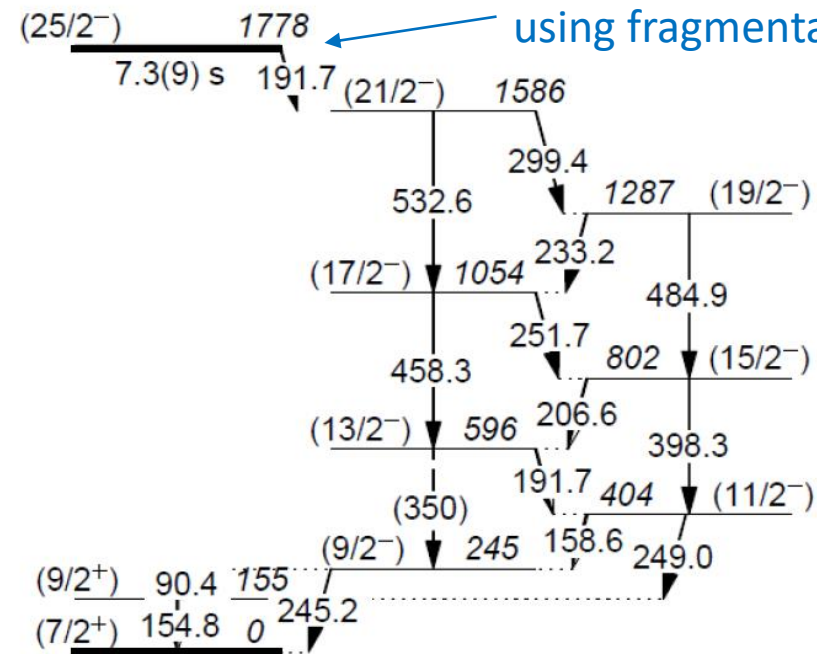 (25/2⁻) 1778 using fragmenta
7.3(9) s 191.7
(21/2⁻) 1586
299.4
532.6 1287 (19/2⁻)
233.2
(17/2⁻) 1054 484.9
251.7
458.3 802 (15/2⁻)
206.6
(13/2⁻) 596 398.3
191.7 404 (11/2⁻)
(350)
(9/2⁻) 245 158.6 249.0
(9/2⁺) 90.4 155
245.2
(7/2⁺) 154.8 0